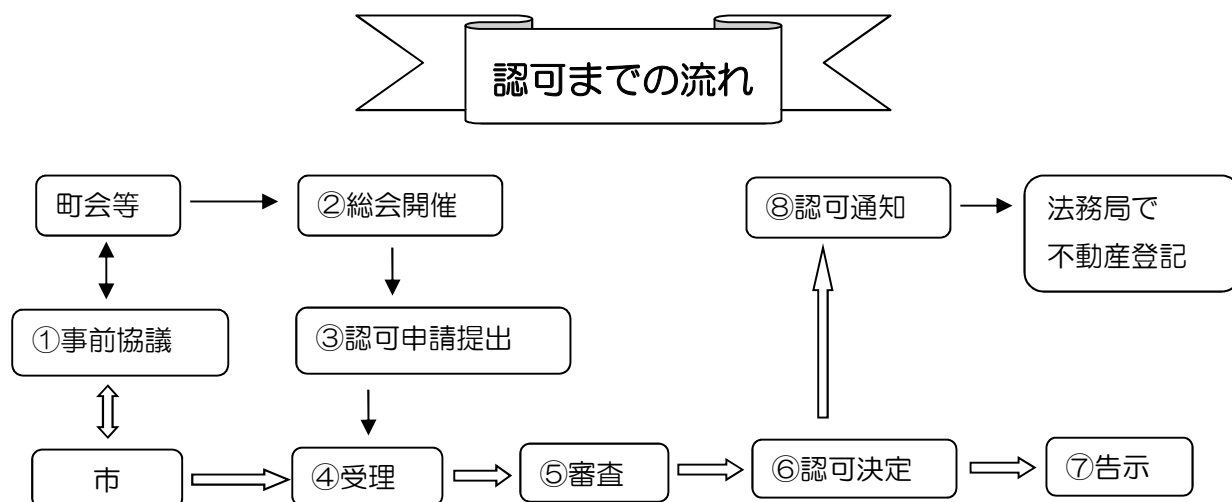 認可までの流れ
町会等
②総会開催
⑧認可通知
法務局で
不動産登記
①事前協議
③認可申請提出
市
④受理
⑤審査
⑥認可決定
⑦告示